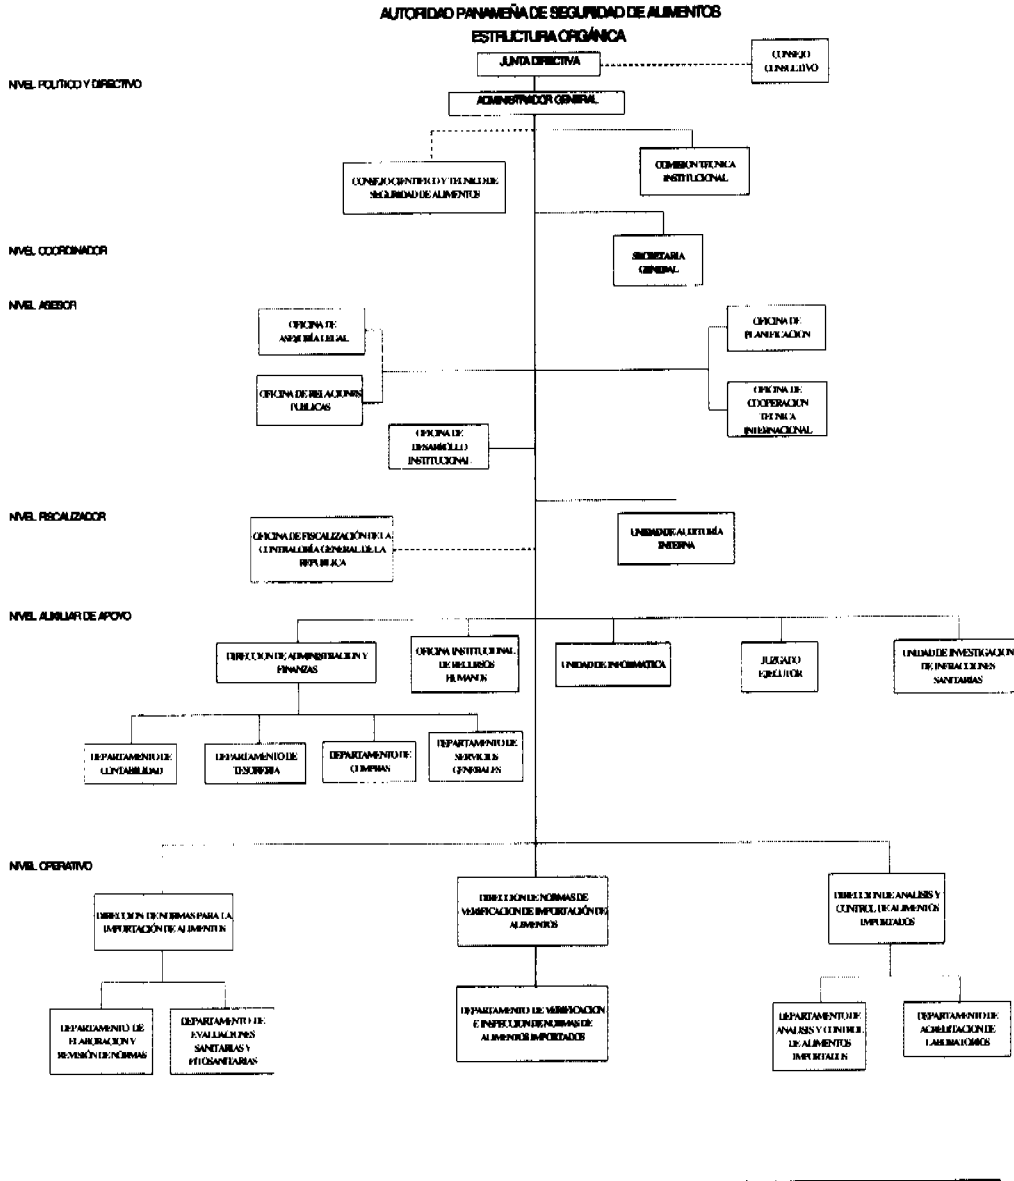 AUTORIDAD PANAMEÑA DE SEGURIDAD DE ALIMENTOS
ESTRUCTURA ORGÁNICA
JUNTA DIRECTIVA
CONSEJO
CONSULTIVO
NIVEL POLÍTICO Y DIRECTIVO
ADMINISTRADOR GENERAL
CONSEJO CIENTIFICO Y TECNICO DE
SEGURIDAD DE ALIMENTOS
COMISION TECNICA
INSTITUCIONAL
NIVEL COORDINADOR
SECRETARIA
GENERAL
NIVEL ASESOR
OFICINA DE
ASESORÍA LEGAL
OFICINA DE
PLANIFICACION
OFICINA DE RELACIONES
PUBLICAS
OFICINA DE
COOPERACION
TECNICA
INTERNACIONAL
OFICINA DE
DESARROLLO
INSTITUCIONAL
NIVEL FISCALIZADOR
OFICINA DE FISCALIZACIÓN DE LA
CONTRALORÍA GENERAL DE LA
REPUBLICA
UNIDAD DE AUDITORÍA
INTERNA
NIVEL AUXILIAR DE APOYO
DIRECCION DE ADMINISTRACION Y
FINANZAS
OFICINA INSTITUCIONAL
DE RECURSOS
HUMANOS
UNIDAD DE INFORMATICA
JUZGADO
EJECUTOR
UNIDAD DE INVESTIGACION
DE INFRACCIONES
SANITARIAS
DEPARTAMENTO DE
CONTABILIDAD
DEPARTAMENTO DE
TESORERIA
DEPARTAMENTO DE
COMPRAS
DEPARTAMENTO DE
SERVICIOS
GENERALES
NIVEL OPERATIVO
DIRECCION DE NORMAS PARA LA
IMPORTACIÓN DE ALIMENTOS
DIRECCION DE NORMAS DE
VERIFICACION DE IMPORTACIÓN DE
ALIMENTOS
DIRECCION DE ANALISIS Y
CONTROL DE ALIMENTOS
IMPORTADOS
DEPARTAMENTO DE
ELABORACION Y
REVISIÓN DE NORMAS
DEPARTAMENTO DE
EVALUACIONES
SANITARIAS Y
FITOSANITARIAS
DEPARTAMENTO DE VERIFICACION
E INSPECCION DE NORMAS DE
ALIMENTOS IMPORTADOS
DEPARTAMENTO DE
ANALISIS Y CONTROL
DE ALIMENTOS
IMPORTADOS
DEPARTAMENTO DE
ACREDITACION DE
LABORATORIOS